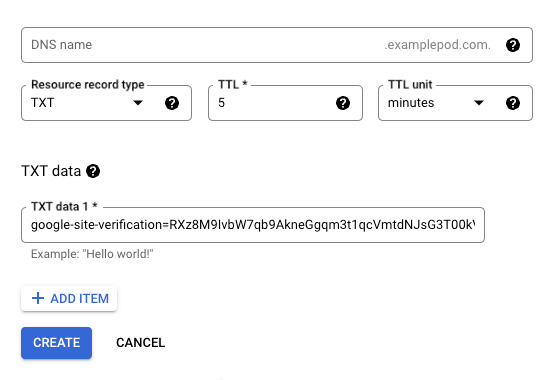 DNS name .examplepod.com.
Resource record type TTL * TTL unit
TXT 5 minutes
TXT data
TXT data 1 *
google-site-verification=RXz8M9IvbW7qb9AkneGgqm3t1qcVmtdNJsG3T00k
Example: "Hello world!"
ADD ITEM
CREATE CANCEL